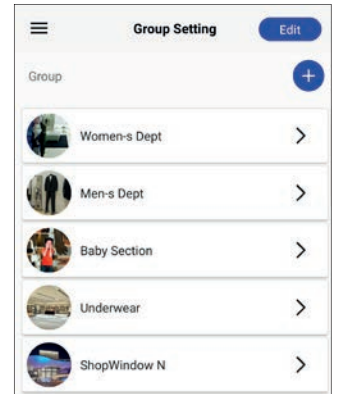 Group Setting
Edit
Group
Women-s Dept
Men-s Dept
Baby Section
Underwear
ShopWindow N